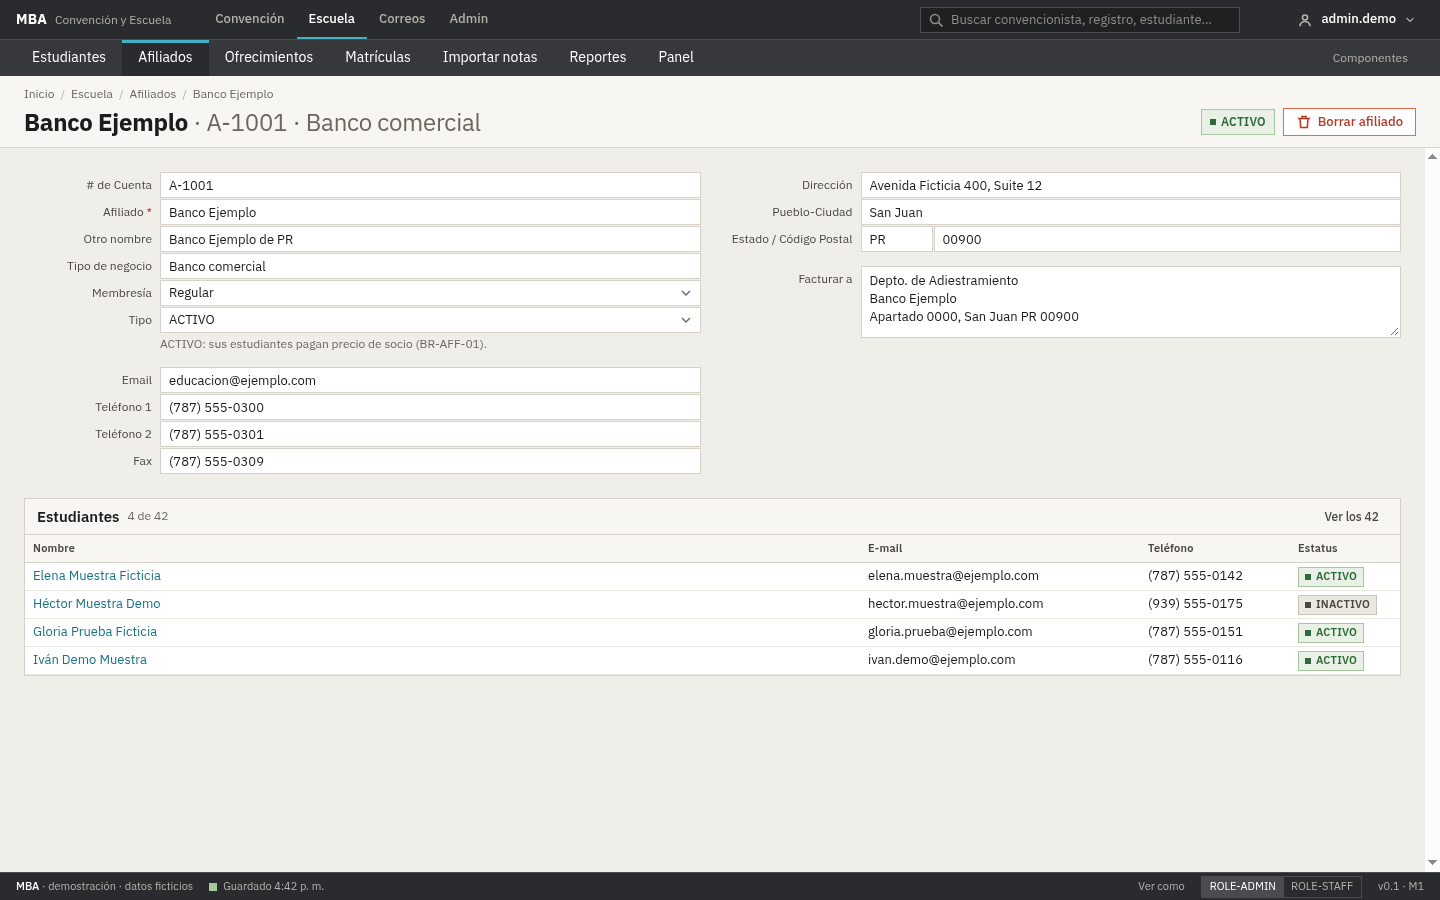 MBA Convención y Escuela Convención Escuela Correos Admin Buscar convencionista, registro, estudiante... admin.demo
Estudiantes Afiliados Ofrecimientos Matrículas Importar notas Reportes Panel Componentes
Inicio / Escuela / Afiliados / Banco Ejemplo
Banco Ejemplo · A-1001 · Banco comercial ACTIVO Borrar afiliado
# de Cuenta A-1001
Afiliado * Banco Ejemplo
Otro nombre Banco Ejemplo de PR
Tipo de negocio Banco comercial
Membresía Regular
Tipo ACTIVO
ACTIVO: sus estudiantes pagan precio de socio (BR-AFF-01).
Email educacion@ejemplo.com
Teléfono 1 (787) 555-0300
Teléfono 2 (787) 555-0301
Fax (787) 555-0309
Dirección Avenida Ficticia 400, Suite 12
Pueblo-Ciudad San Juan
Estado / Código Postal PR 00900
Facturar a Depto. de Adiestramiento
Banco Ejemplo
Apartado 0000, San Juan PR 00900
Estudiantes 4 de 42 Ver los 42
Nombre E-mail Teléfono Estatus
Elena Muestra Ficticia elena.muestra@ejemplo.com (787) 555-0142 ACTIVO
Héctor Muestra Demo hector.muestra@ejemplo.com (939) 555-0175 INACTIVO
Gloria Prueba Ficticia gloria.prueba@ejemplo.com (787) 555-0151 ACTIVO
Iván Demo Muestra ivan.demo@ejemplo.com (787) 555-0116 ACTIVO
MBA · demostración · datos ficticios Guardado 4:42 p. m. Ver como ROLE-ADMIN ROLE-STAFF v0.1 · M1